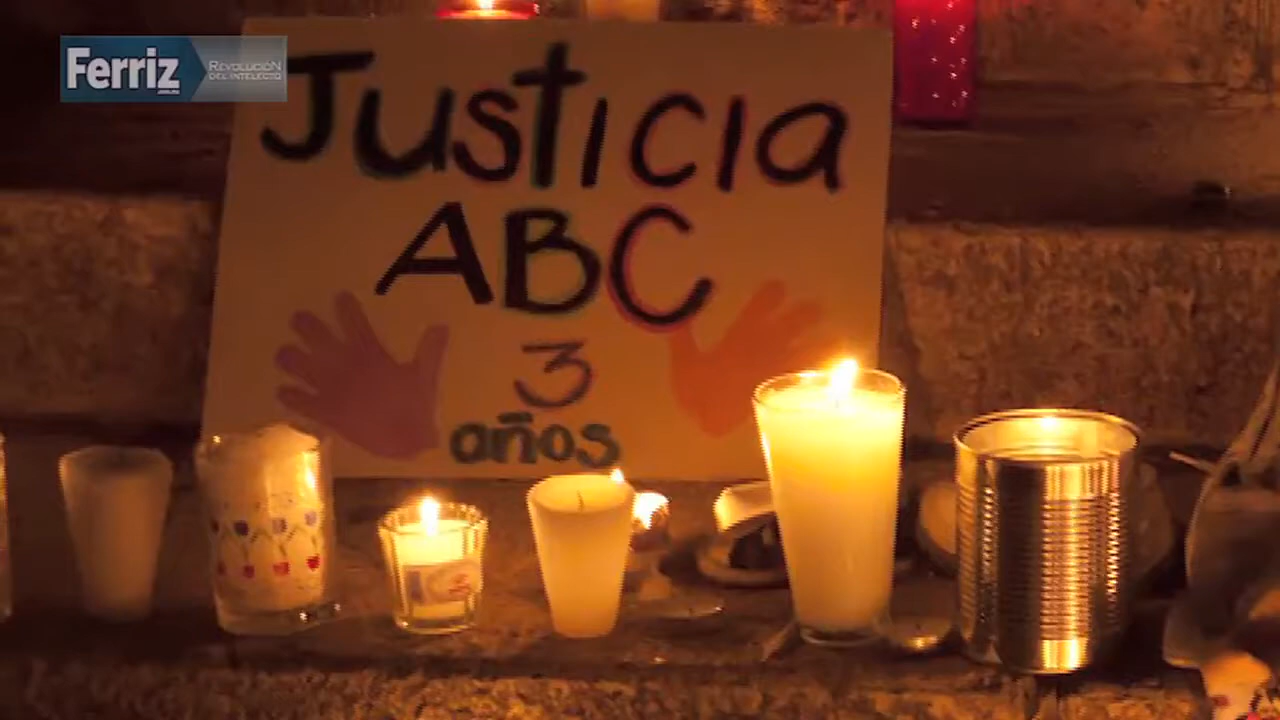 Ferriz
REVOLUCIÓN
DEL INTELECTO
Justicia
ABC
3
años